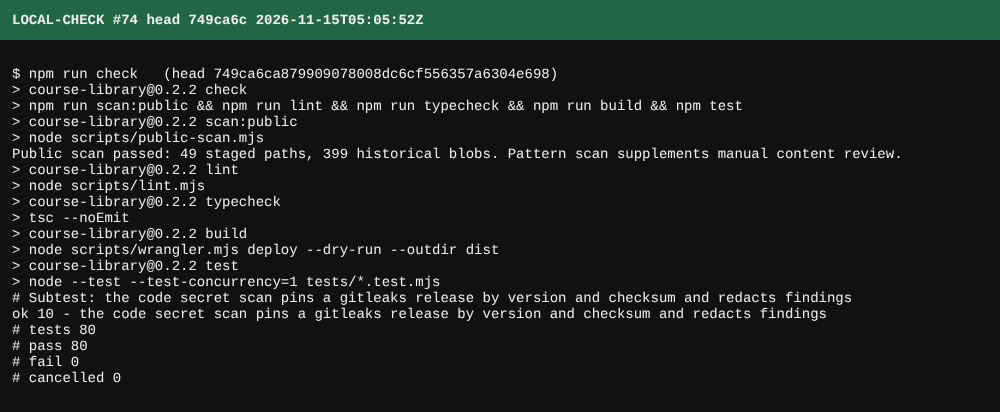 LOCAL-CHECK #74 head 749ca6c 2026-11-15T05:05:52Z
$ npm run check   (head 749ca6ca879909078008dc6cf556357a6304e698)
> course-library@0.2.2 check
> npm run scan:public && npm run lint && npm run typecheck && npm run build && npm test
> course-library@0.2.2 scan:public
> node scripts/public-scan.mjs
Public scan passed: 49 staged paths, 399 historical blobs. Pattern scan supplements manual content review.
> course-library@0.2.2 lint
> node scripts/lint.mjs
> course-library@0.2.2 typecheck
> tsc --noEmit
> course-library@0.2.2 build
> node scripts/wrangler.mjs deploy --dry-run --outdir dist
> course-library@0.2.2 test
> node --test --test-concurrency=1 tests/*.test.mjs
# Subtest: the code secret scan pins a gitleaks release by version and checksum and redacts findings
ok 10 - the code secret scan pins a gitleaks release by version and checksum and redacts findings
# tests 80
# pass 80
# fail 0
# cancelled 0